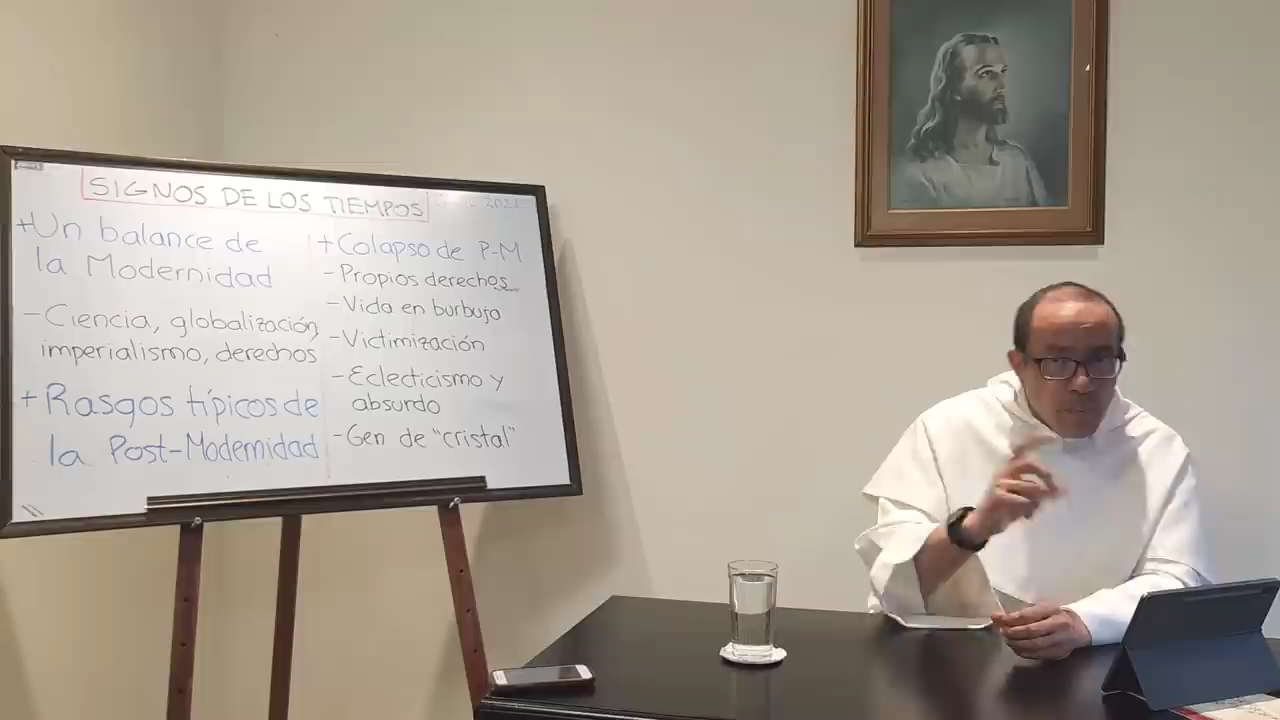 SIGNOS DE LOS TIEMPOS
+Un balance de
la Modernidad
- Ciencia, globalización,
imperialismo, derechos
+ Rasgos típicos de
la Post-Modernidad
+Colapso de P-M
- Propios derechos
- Vida en burbuja
- Victimización
- Eclecticismo y
absurdo
- Gen de "cristal"